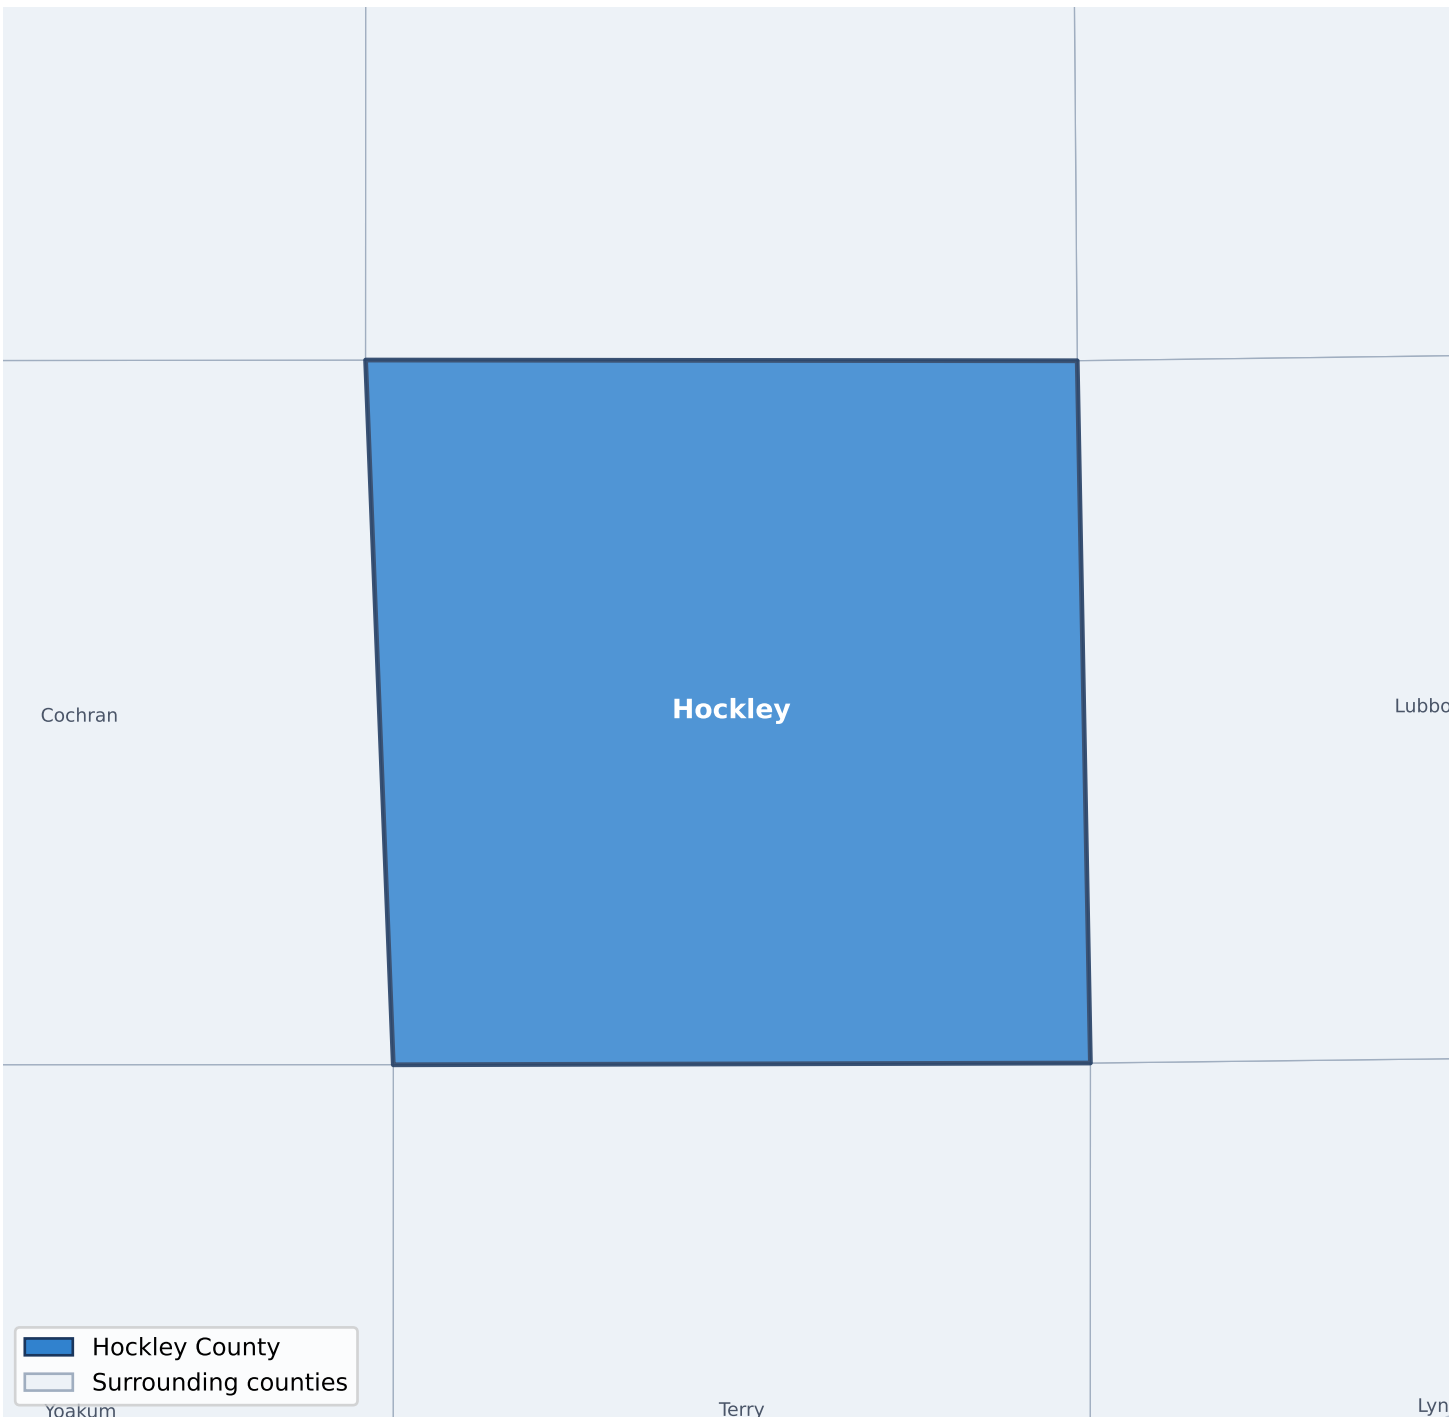 Cochran
Hockley
Lubbo
Hockley County
Surrounding counties
Yoakum
Terry
Lyn